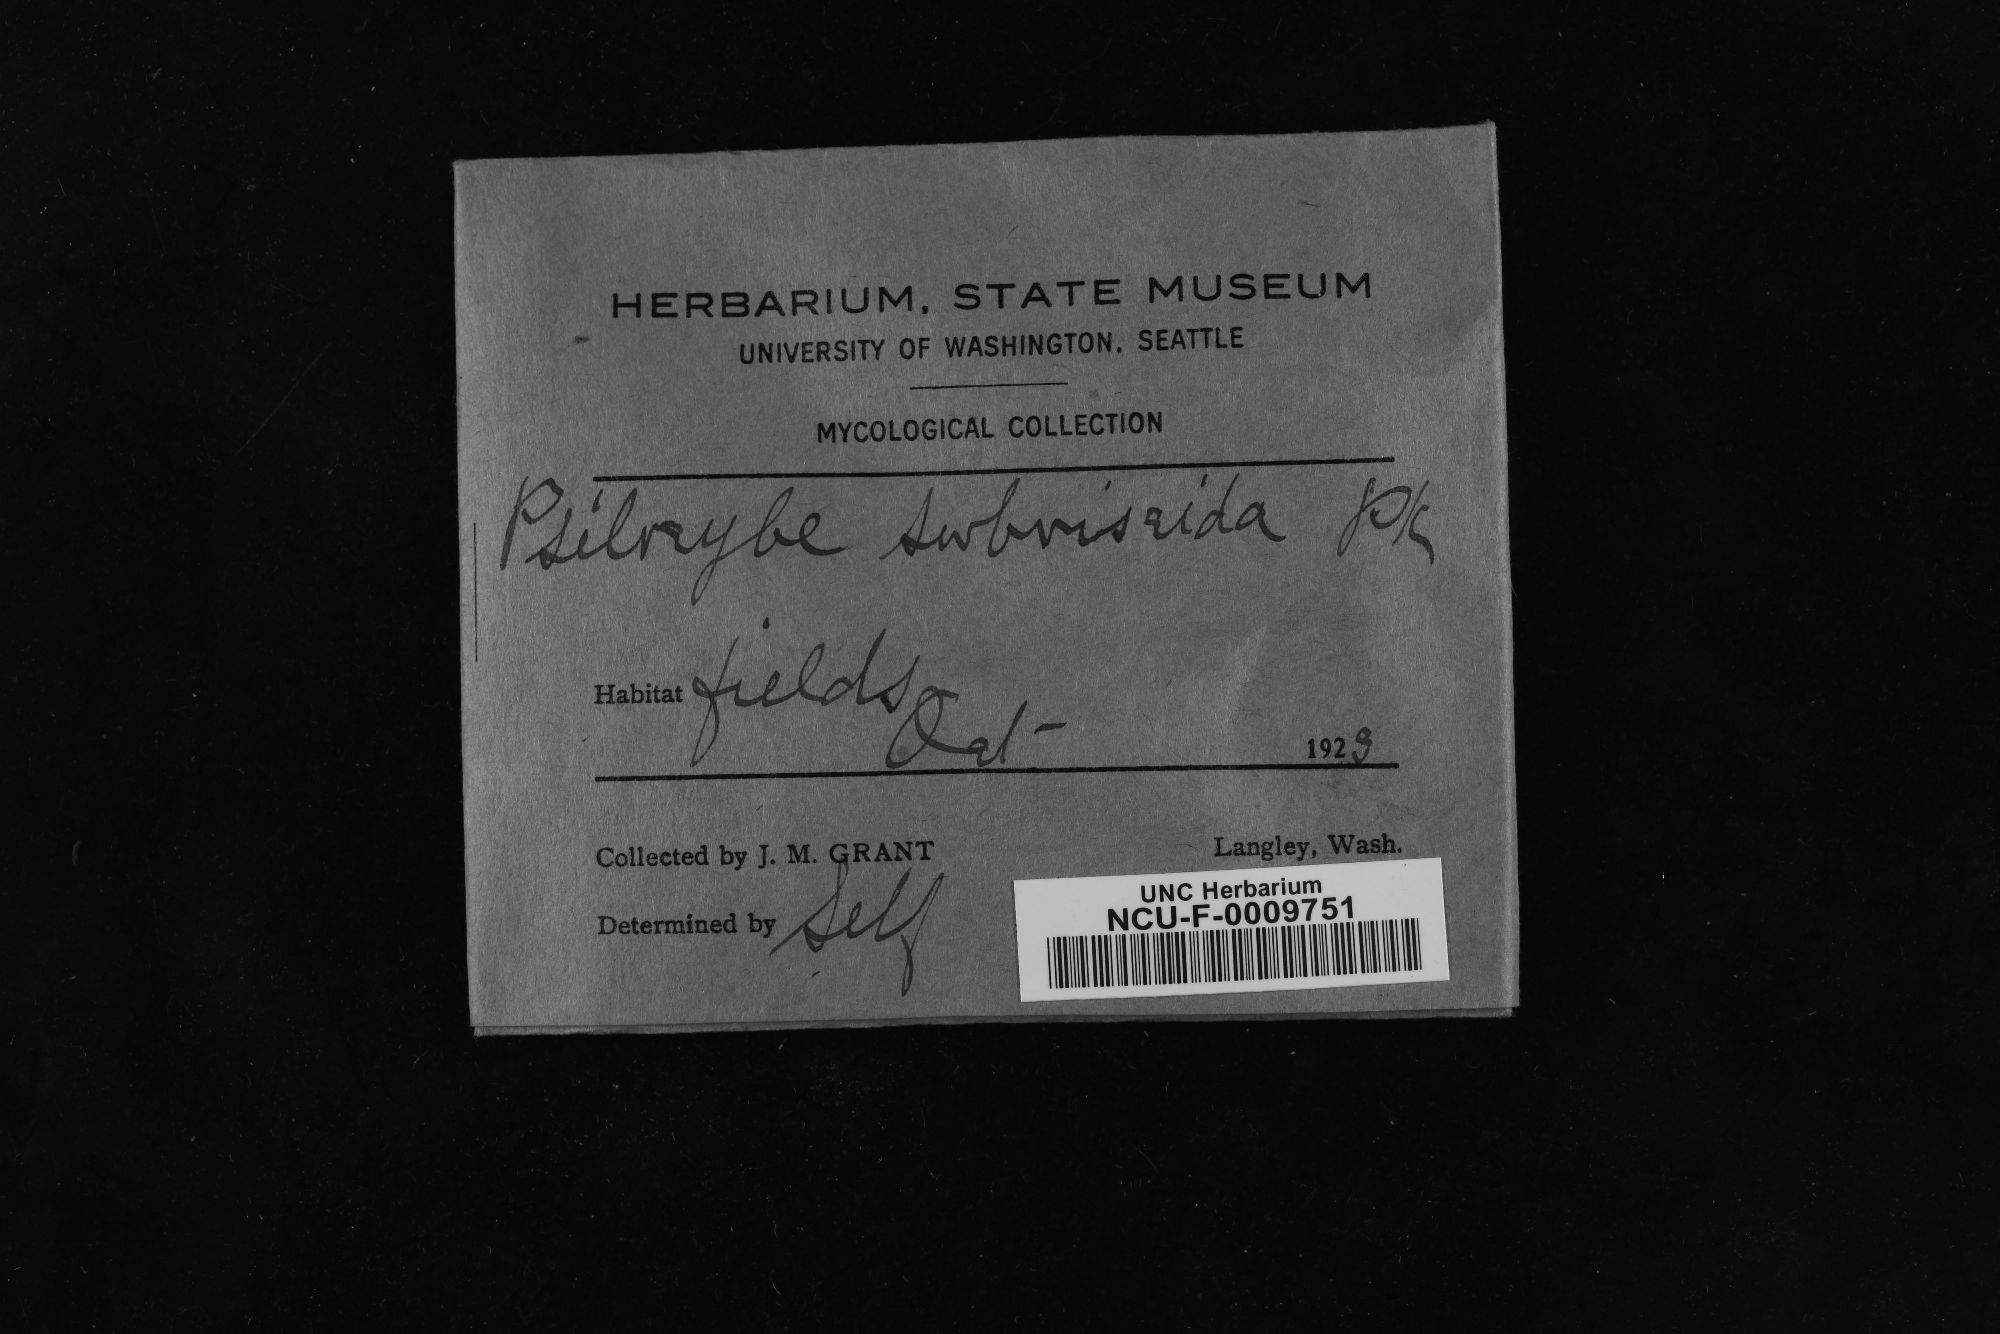 HERBARIUM, STATE MUSEUM
UNIVERSITY OF WASHINGTON, SEATTLE
MYCOLOGICAL COLLECTION
Psilocybe subviscida Pk
Habitat fields
Oct- 1923
Collected by J. M. GRANT Langley, Wash.
Determined by Self
UNC Herbarium
NCU-F-0009751